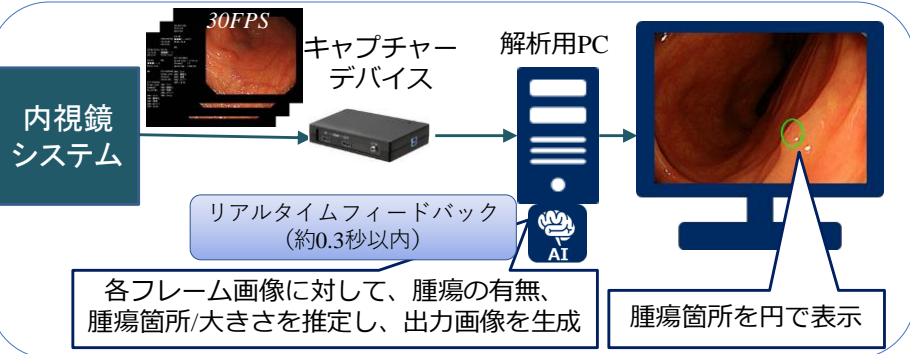 30FPS
キャプチャー
デバイス
解析用PC
内視鏡
システム
リアルタイムフィードバック
（約0.3秒以内）
AI
各フレーム画像に対して、腫瘍の有無、
腫瘍箇所/大きさを推定し、出力画像を生成
腫瘍箇所を円で表示